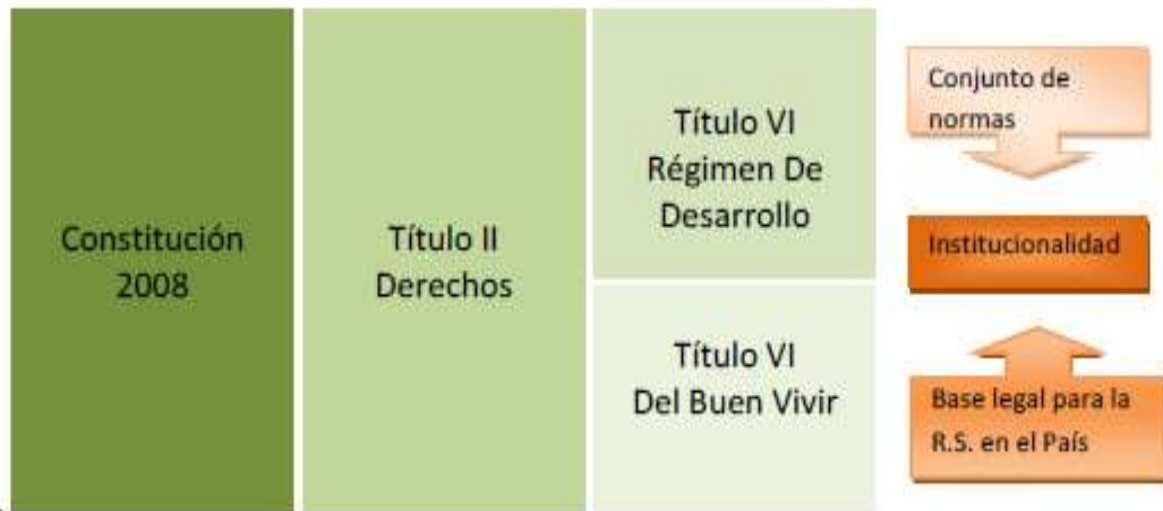 Constitución
2008
Título II
Derechos
Título VI
Régimen De
Desarrollo
Título VI
Del Buen Vivir
Conjunto de
normas
Institucionalidad
Base legal para la
R.S. en el País